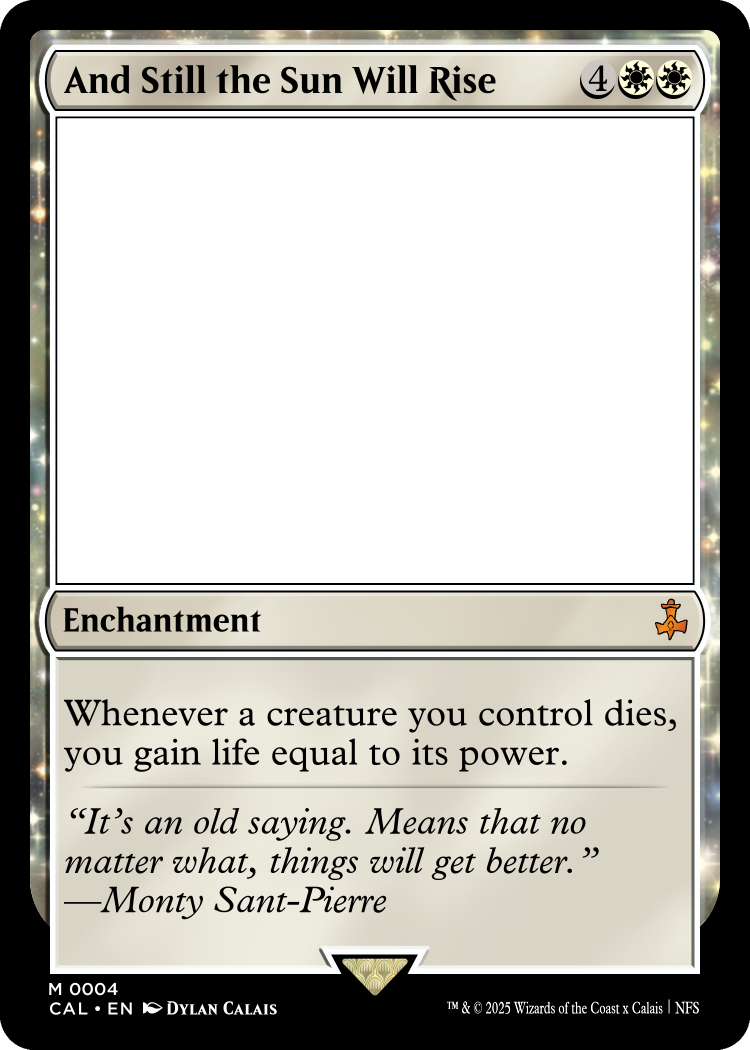 And Still the Sun Will Rise 4
Enchantment
Whenever a creature you control dies,
you gain life equal to its power.
“It’s an old saying. Means that no
matter what, things will get better.”
—Monty Sant-Pierre
M 0004
CAL • EN DYLAN CALAIS
™ & © 2025 Wizards of the Coast x Calais | NFS